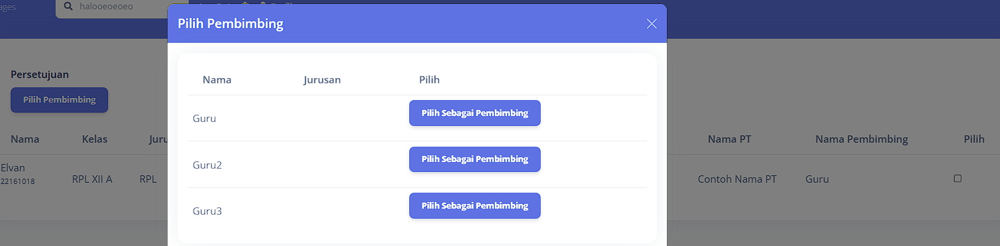 ages
halooeoeoeo
Pilih Pembimbing
Persetujuan
Pilih Pembimbing
Nama Jurusan Pilih
Guru Pilih Sebagai Pembimbing
Guru2 Pilih Sebagai Pembimbing
Guru3 Pilih Sebagai Pembimbing
Nama Kelas Juru Nama PT Nama Pembimbing Pilih
Elvan
22161018 RPL XII A RPL Contoh Nama PT Guru